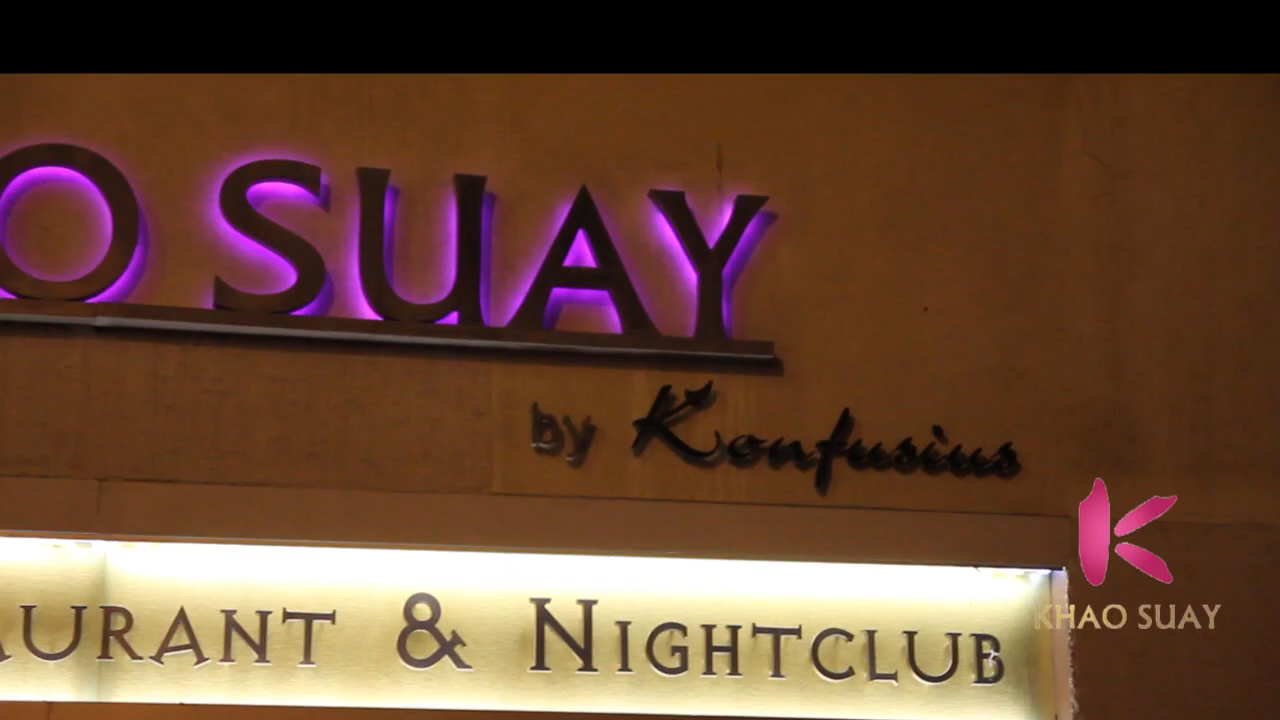 O SUAY
by Konfusius
AURANT & NIGHTCLUB
K
KHAO SUAY